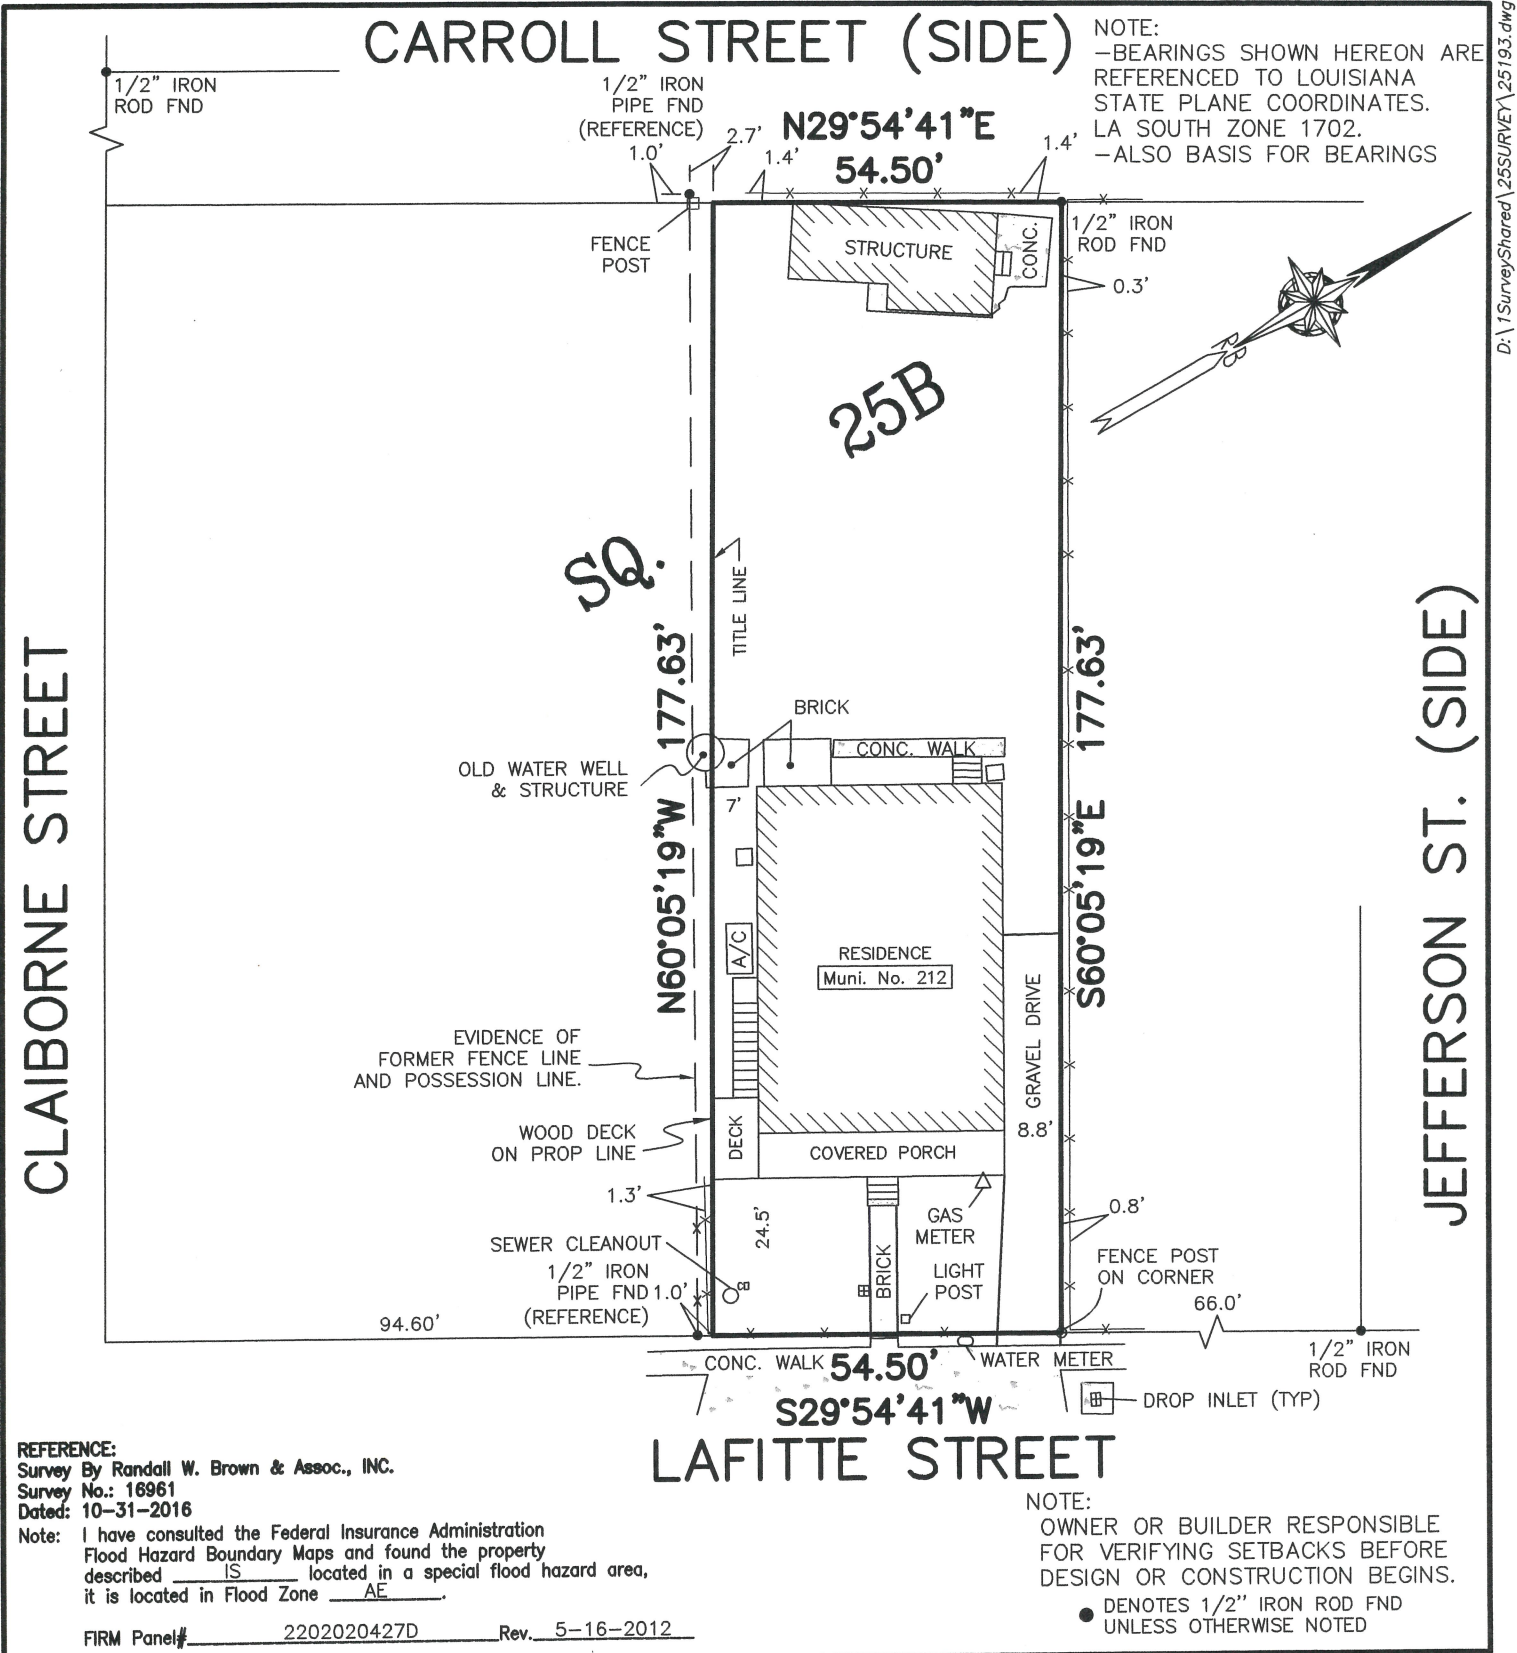 CARROLL STREET (SIDE)
NOTE:
-BEARINGS SHOWN HEREON ARE
REFERENCED TO LOUISIANA
STATE PLANE COORDINATES.
LA SOUTH ZONE 1702.
-ALSO BASIS FOR BEARINGS
D:\1SurveyShared\25SURVEY\25193.dwg
1/2" IRON
ROD FND
1/2" IRON
PIPE FND
(REFERENCE)
1.0'
2.7'
N29°54'41"E
54.50'
1.4'
1.4'
1/2" IRON
ROD FND
FENCE
POST
STRUCTURE
CONC.
0.3'
RB
25B
SQ.
TITLE LINE
N60°05'19"W 177.63'
S60°05'19"E 177.63'
CLAIBORNE STREET
JEFFERSON ST. (SIDE)
BRICK
CONC. WALK
OLD WATER WELL
& STRUCTURE
7'
A/C
RESIDENCE
Muni. No. 212
GRAVEL DRIVE
8.8'
EVIDENCE OF
FORMER FENCE LINE
AND POSSESSION LINE.
WOOD DECK
ON PROP LINE
DECK
COVERED PORCH
1.3'
24.5'
GAS
METER
0.8'
SEWER CLEANOUT
1/2" IRON
PIPE FND
(REFERENCE)
1.0'
CO
BRICK
LIGHT
POST
FENCE POST
ON CORNER
94.60'
66.0'
1/2" IRON
ROD FND
CONC. WALK
54.50'
S29°54'41"W
WATER METER
DROP INLET (TYP)
LAFITTE STREET
REFERENCE:
Survey By Randall W. Brown & Assoc., INC.
Survey No.: 16961
Dated: 10-31-2016
Note: I have consulted the Federal Insurance Administration
Flood Hazard Boundary Maps and found the property
described IS located in a special flood hazard area,
it is located in Flood Zone AE.
FIRM Panel# 2202020427D Rev. 5-16-2012
NOTE:
OWNER OR BUILDER RESPONSIBLE
FOR VERIFYING SETBACKS BEFORE
DESIGN OR CONSTRUCTION BEGINS.
● DENOTES 1/2" IRON ROD FND
UNLESS OTHERWISE NOTED